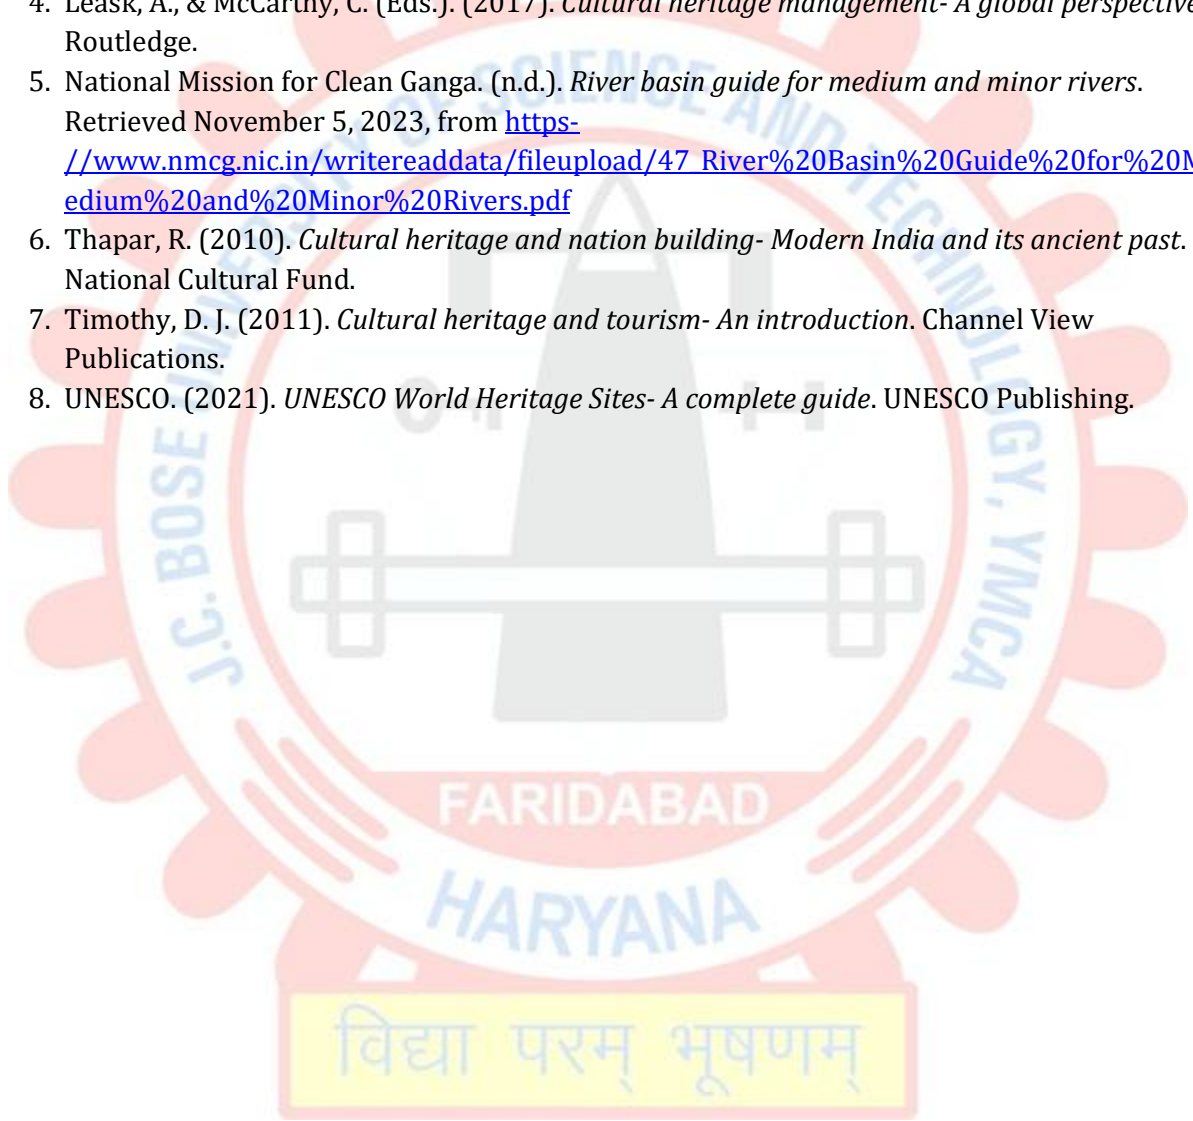 4. Leask, A., & McCarthy, C. (Eds.). (2017). Cultural heritage management- A global perspective
Routledge.
5. National Mission for Clean Ganga. (n.d.). River basin guide for medium and minor rivers.
Retrieved November 5, 2023, from https-
//www.nmcg.nic.in/writereaddata/fileupload/47_River%20Basin%20Guide%20for%20M
edium%20and%20Minor%20Rivers.pdf
6. Thapar, R. (2010). Cultural heritage and nation building- Modern India and its ancient past.
National Cultural Fund.
7. Timothy, D. J. (2011). Cultural heritage and tourism- An introduction. Channel View
Publications.
8. UNESCO. (2021). UNESCO World Heritage Sites- A complete guide. UNESCO Publishing.
J.C. BOSE UNIVERSITY OF SCIENCE AND TECHNOLOGY, YMCA
FARIDABAD
HARYANA
विद्या परम् भूषणम्